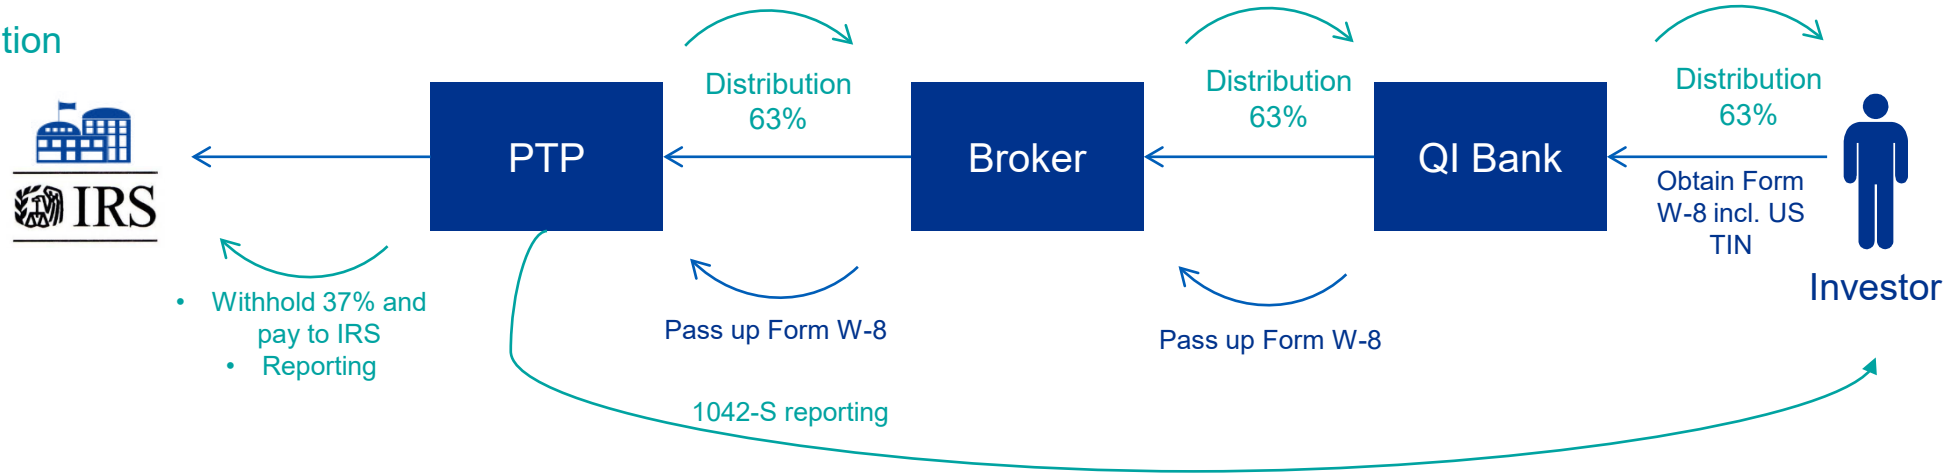 tion
Distribution
63%
Distribution
63%
Distribution
63%
IRS
PTP
Broker
QI Bank
Obtain Form
W-8 incl. US
TIN
Investor
• Withhold 37% and
pay to IRS
• Reporting
Pass up Form W-8
Pass up Form W-8
1042-S reporting